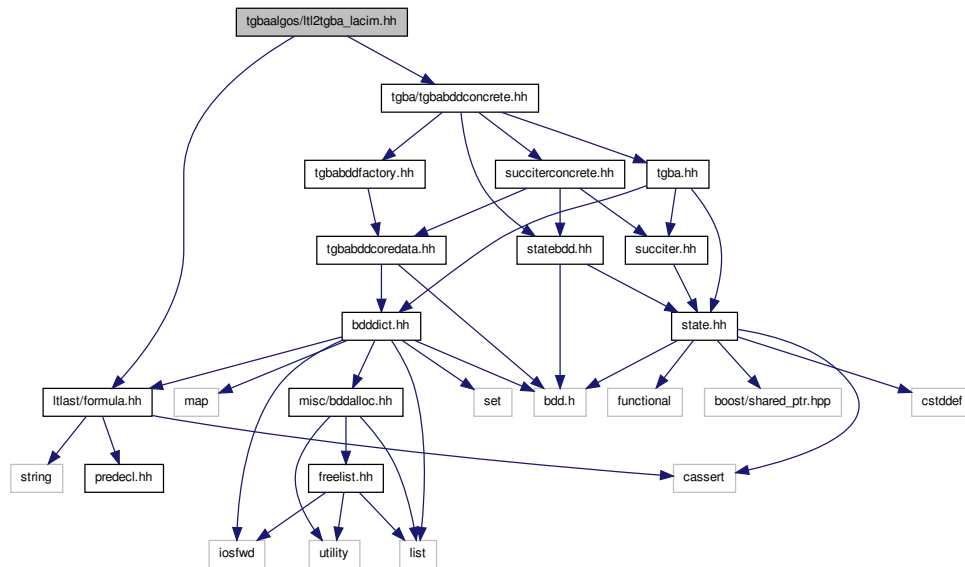 tgbaalgos/ltl2tgba_lacim.hh
tgba/tgbabddconcrete.hh
tgbabddfactory.hh
succiterconcrete.hh
tgba.hh
tgbabddcoredata.hh
statebdd.hh
succiter.hh
bdddict.hh
state.hh
ltlast/formula.hh
map
misc/bddalloc.hh
set
bdd.h
functional
boost/shared_ptr.hpp
cstddef
string
predecl.hh
freelist.hh
cassert
iosfwd
utility
list